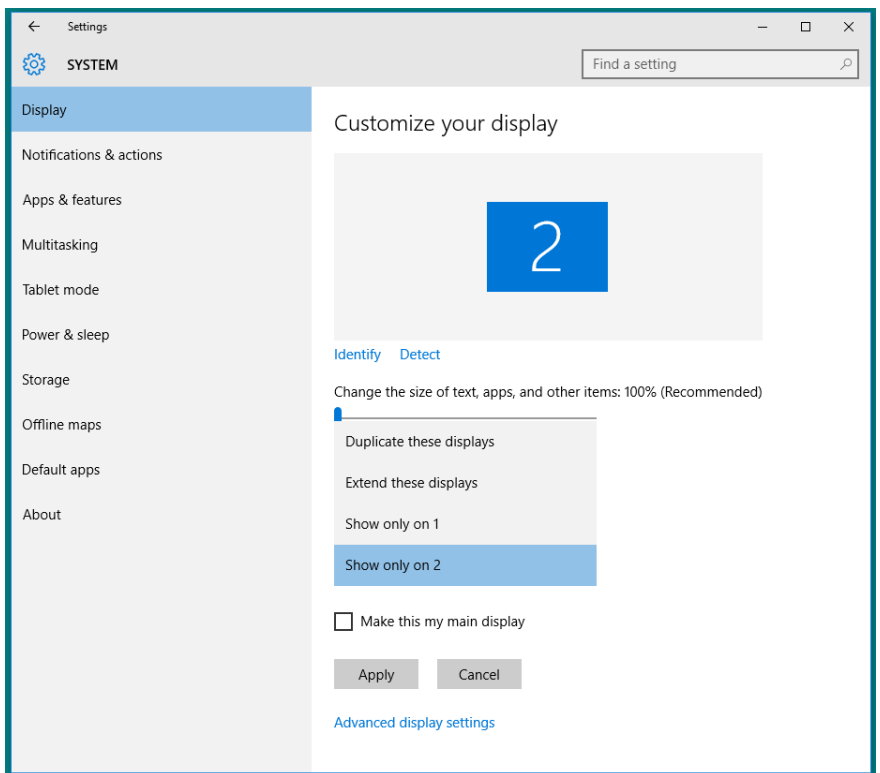 Settings
SYSTEM
Find a setting
Display
Notifications & actions
Apps & features
Multitasking
Tablet mode
Power & sleep
Storage
Offline maps
Default apps
About
Customize your display
2
Identify Detect
Change the size of text, apps, and other items: 100% (Recommended)
Duplicate these displays
Extend these displays
Show only on 1
Show only on 2
Make this my main display
Apply Cancel
Advanced display settings